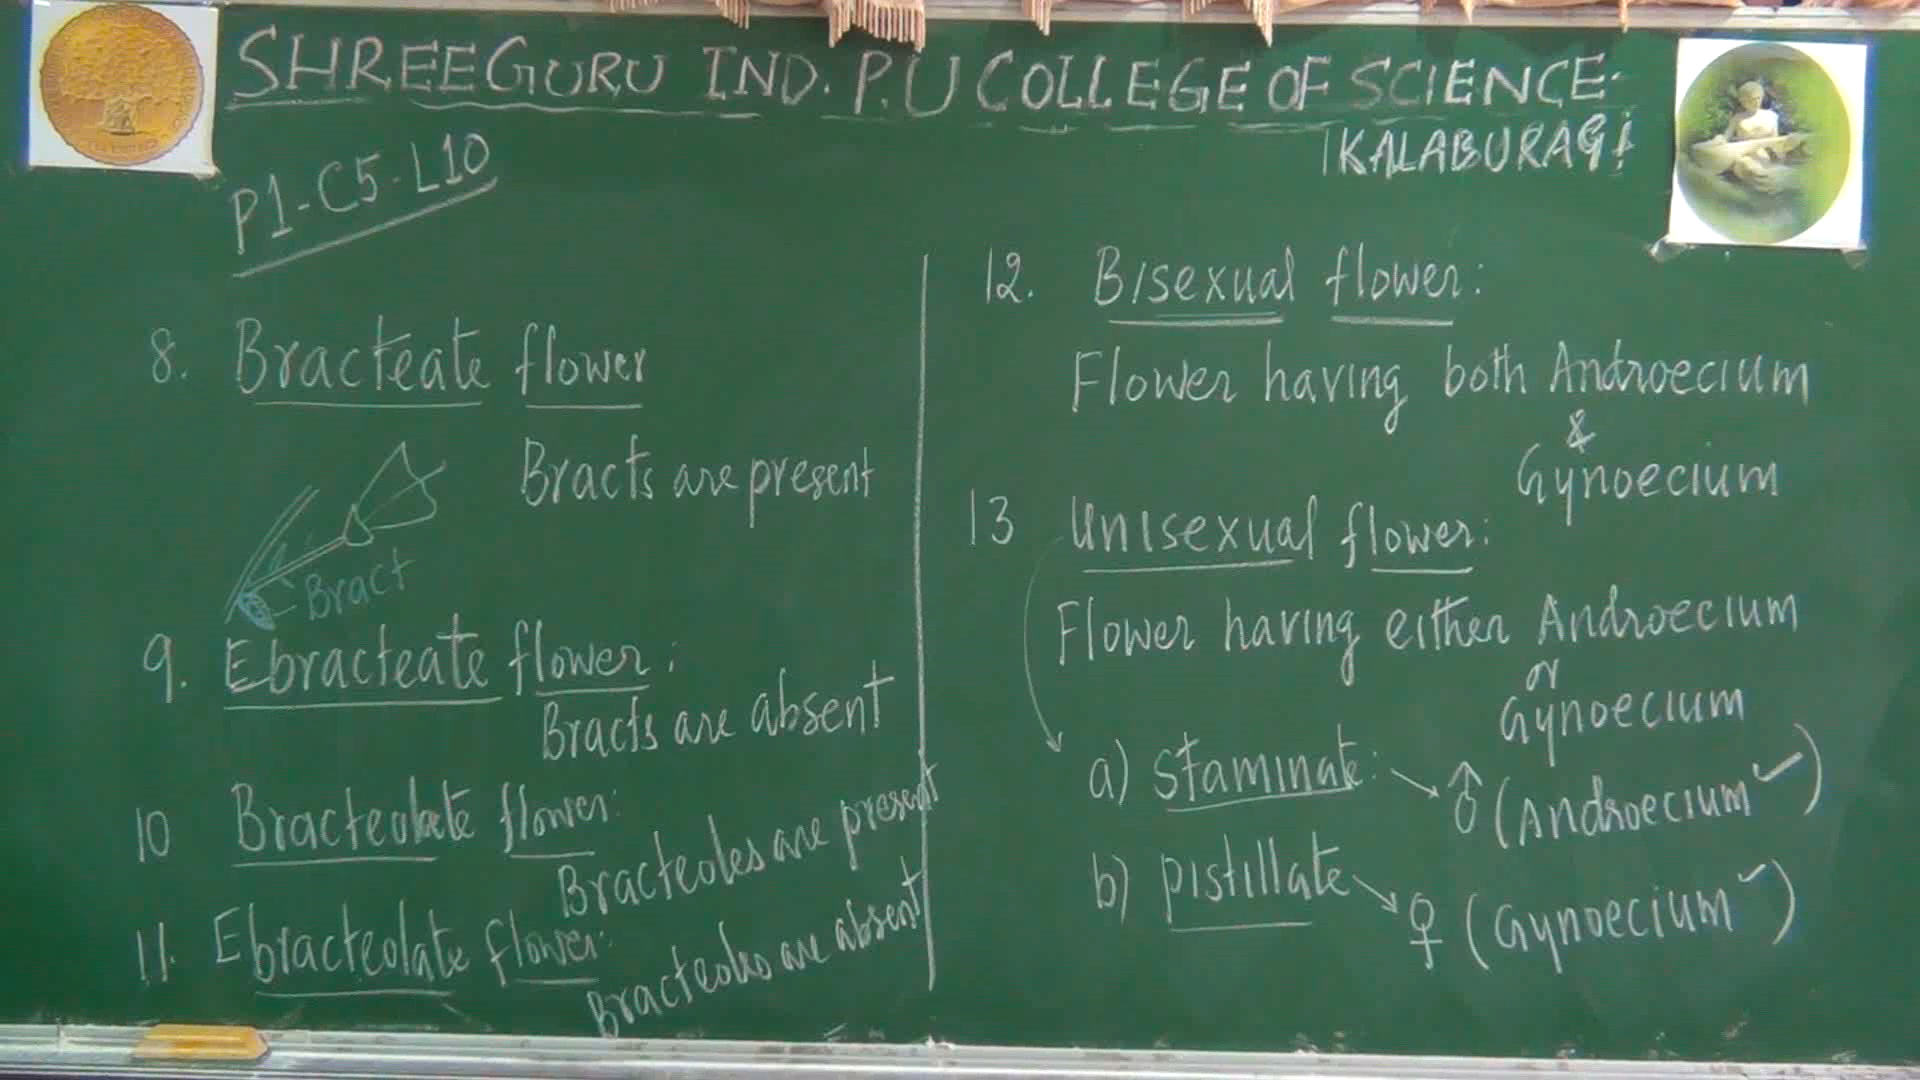 SHREEGURU IND. P.U COLLEGE OF SCIENCE-
KALABURAGI
P1-C5-L10
8. Bracteate flower
Bracts are present
Bract
9. Ebracteate flower:
Bracts are absent
10 Bracteolate flower:
Bracteoles are present
11. Ebracteolate flower:
Bracteoles are absent
12. Bisexual flower:
Flower having both Androecium
&
Gynoecium
13 Unisexual flower:
Flower having either Androecium
or
Gynoecium
a) Staminate: → ♂ (Androecium ✓)
b) Pistillate → ♀ (Gynoecium ✓)